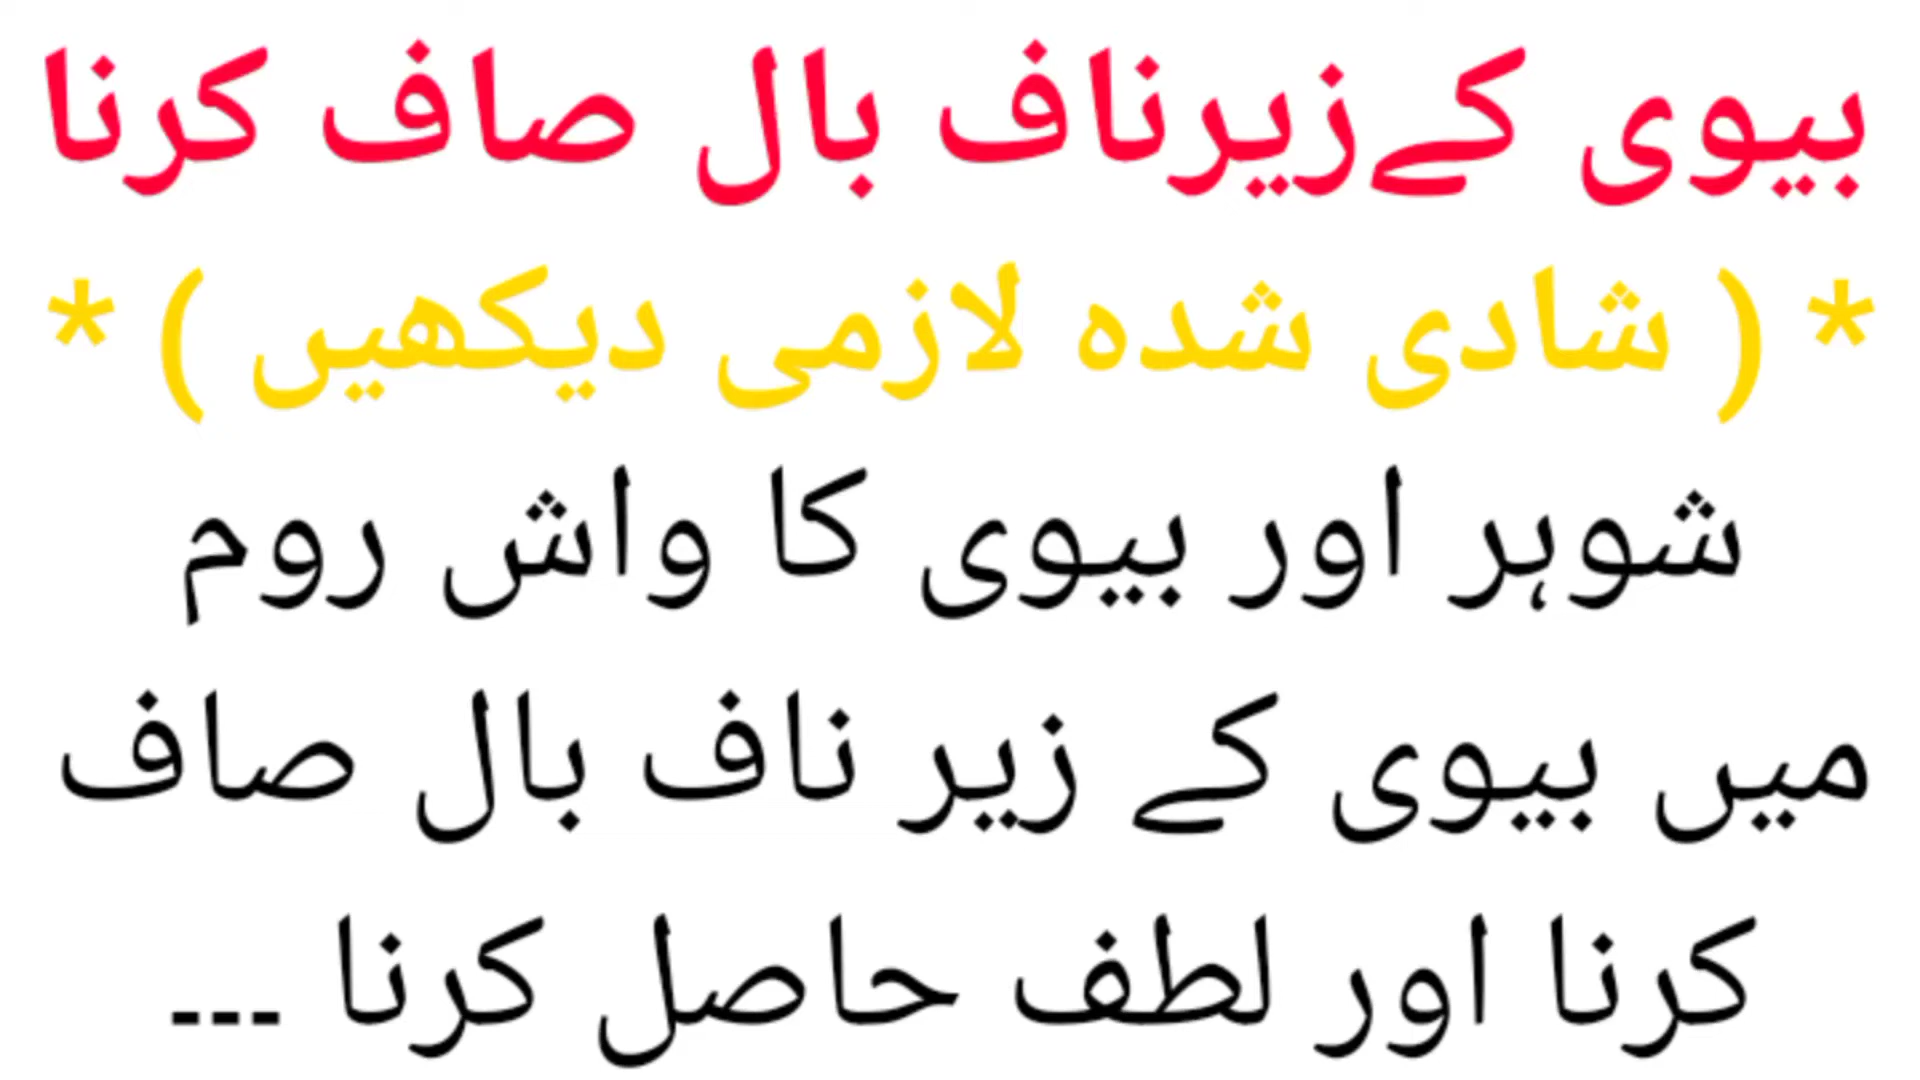 بیوی کےزیرناف بال صاف کرنا
* ( شادی شدہ لازمی دیکھیں ) *
شوہر اور بیوی کا واش روم
میں بیوی کے زیر ناف بال صاف
کرنا اور لطف حاصل کرنا ---